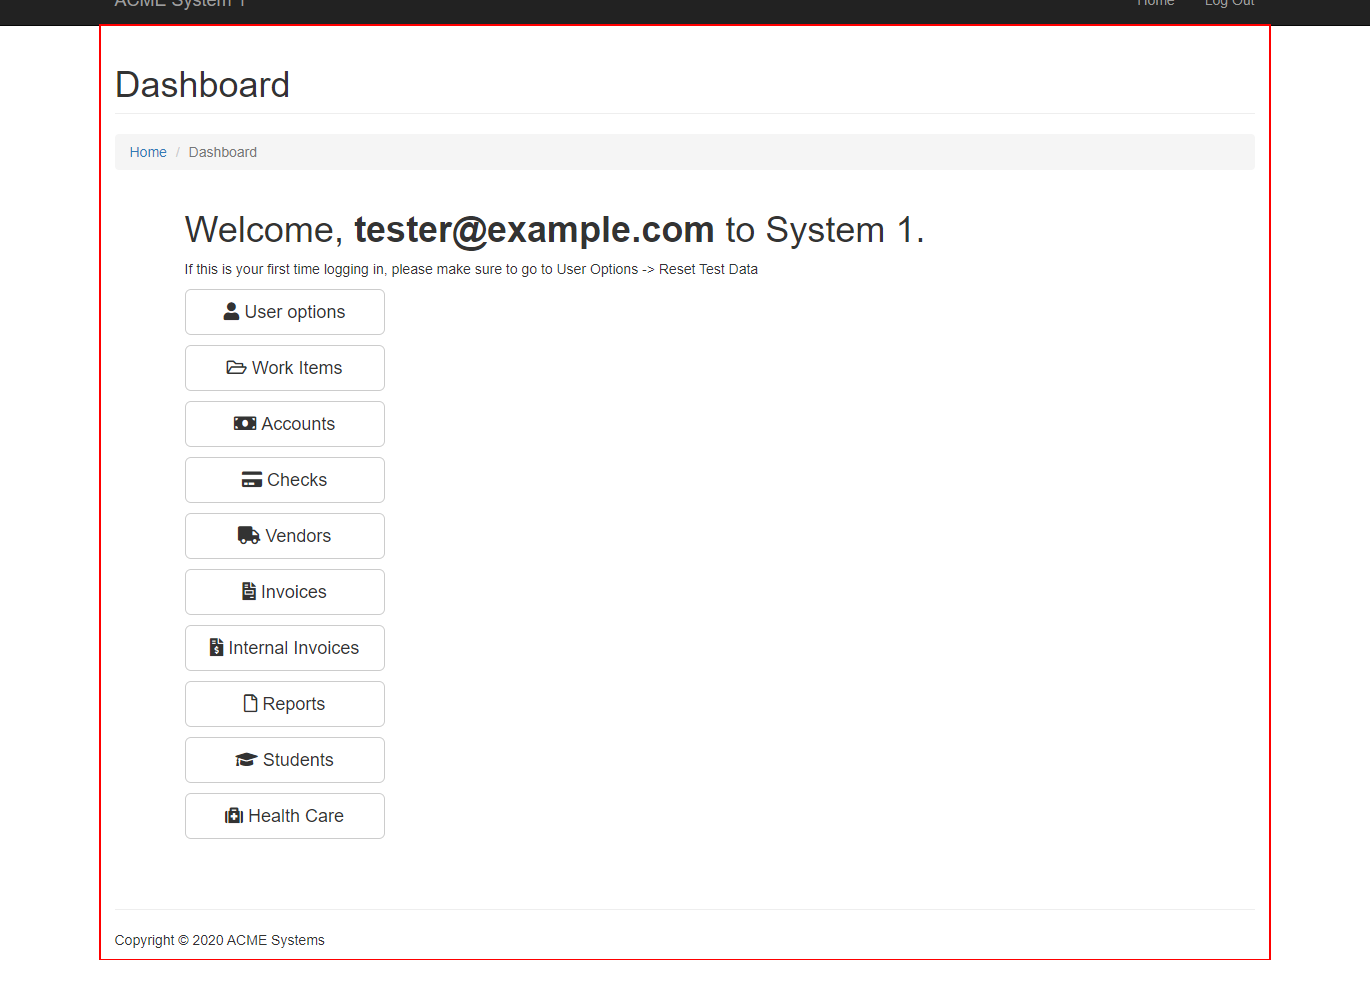 ACME System 1
Home Log Out
Dashboard
Home / Dashboard
Welcome, tester@example.com to System 1.
If this is your first time logging in, please make sure to go to User Options -> Reset Test Data
User options
Work Items
Accounts
Checks
Vendors
Invoices
Internal Invoices
Reports
Students
Health Care
Copyright © 2020 ACME Systems